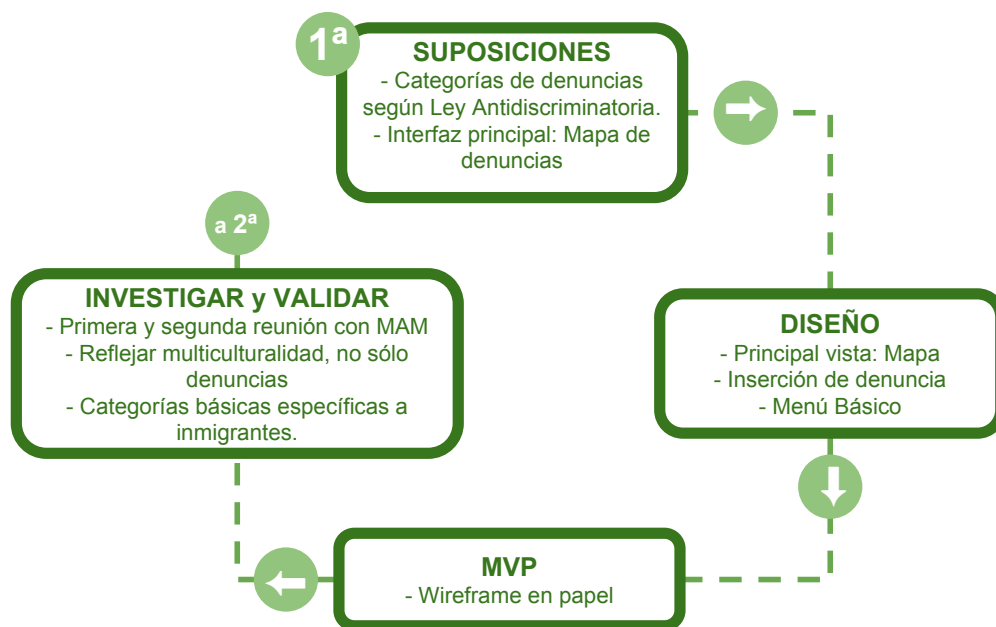 1ª
SUPOSICIONES
- Categorías de denuncias
según Ley Antidiscriminatoria.
- Interfaz principal: Mapa de
denuncias
DISEÑO
- Principal vista: Mapa
- Inserción de denuncia
- Menú Básico
MVP
- Wireframe en papel
a 2ª
INVESTIGAR y VALIDAR
- Primera y segunda reunión con MAM
- Reflejar multiculturalidad, no sólo
denuncias
- Categorías básicas específicas a
inmigrantes.